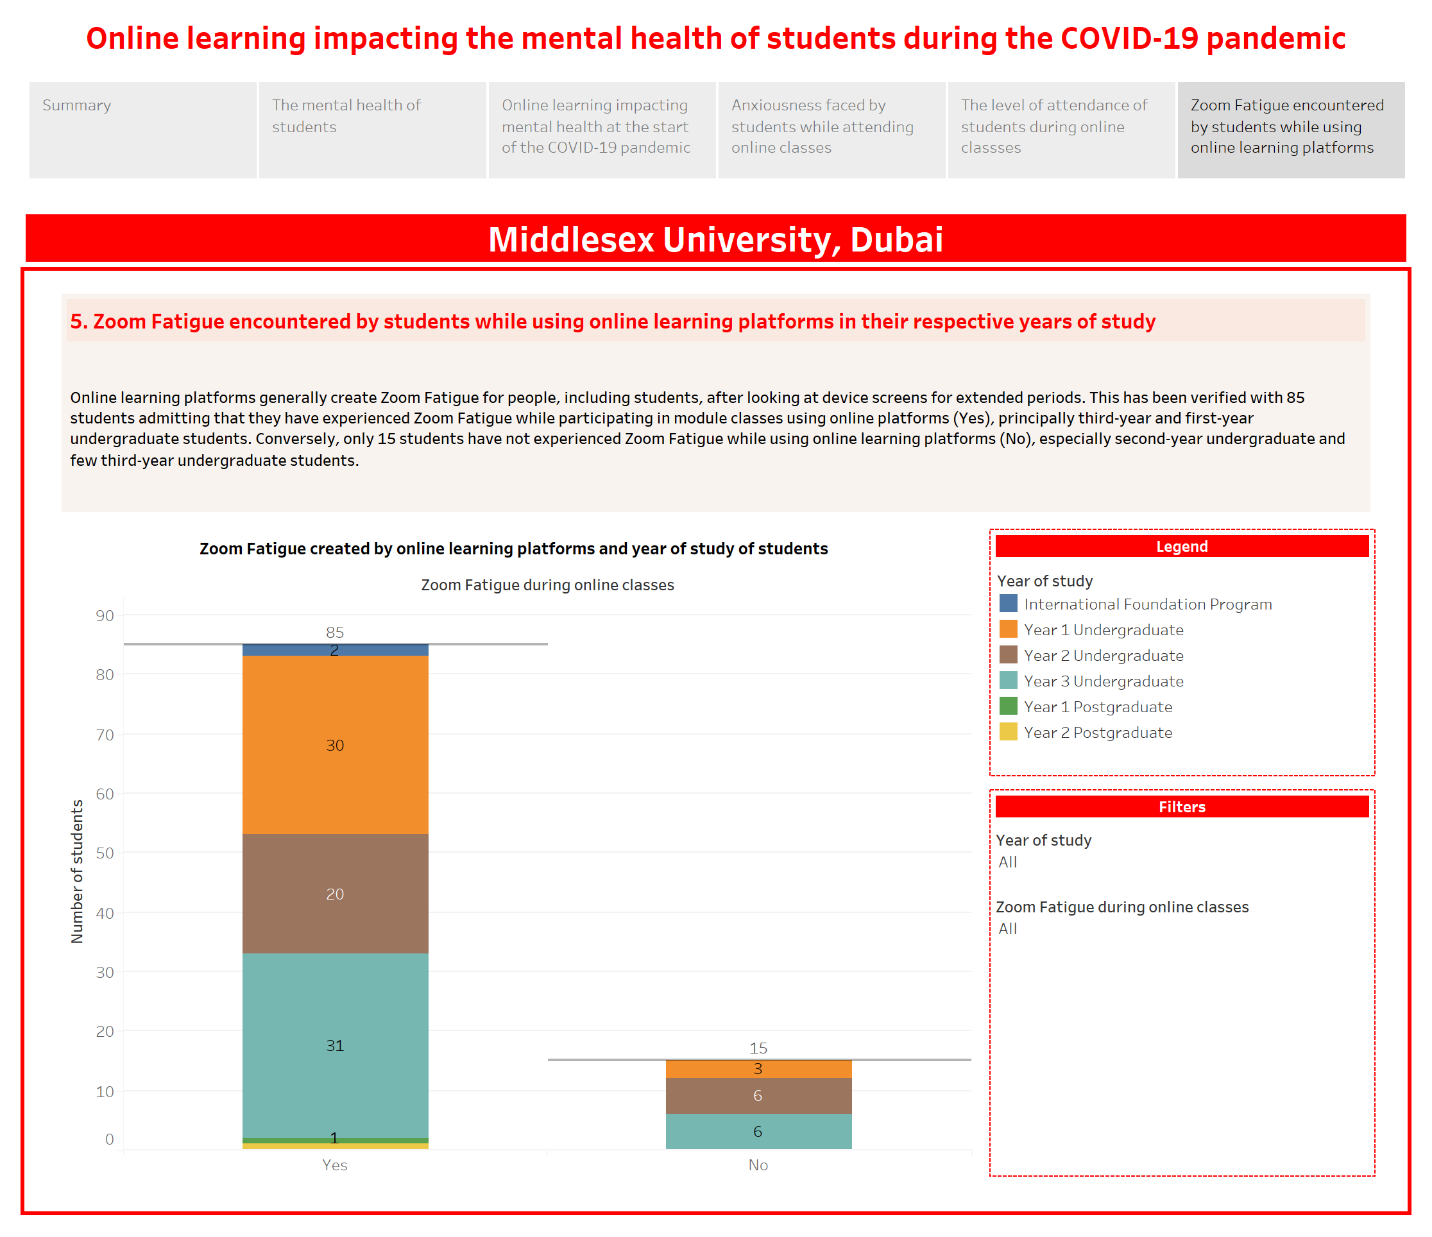 Online learning impacting the mental health of students during the COVID-19 pandemic
Summary
The mental health of
students
Online learning impacting
mental health at the start
of the COVID-19 pandemic
Anxiousness faced by
students while attending
online classes
The level of attendance of
students during online
classses
Zoom Fatigue encountered
by students while using
online learning platforms
Middlesex University, Dubai
5. Zoom Fatigue encountered by students while using online learning platforms in their respective years of study
Online learning platforms generally create Zoom Fatigue for people, including students, after looking at device screens for extended periods. This has been verified with 85
students admitting that they have experienced Zoom Fatigue while participating in module classes using online platforms (Yes), principally third-year and first-year
undergraduate students. Conversely, only 15 students have not experienced Zoom Fatigue while using online learning platforms (No), especially second-year undergraduate and
few third-year undergraduate students.
Zoom Fatigue created by online learning platforms and year of study of students
Zoom Fatigue during online classes
Number of students
90
80
70
60
50
40
30
20
10
0
85
2
30
20
31
1
15
3
6
6
Yes
No
Legend
Year of study
International Foundation Program
Year 1 Undergraduate
Year 2 Undergraduate
Year 3 Undergraduate
Year 1 Postgraduate
Year 2 Postgraduate
Filters
Year of study
All
Zoom Fatigue during online classes
All